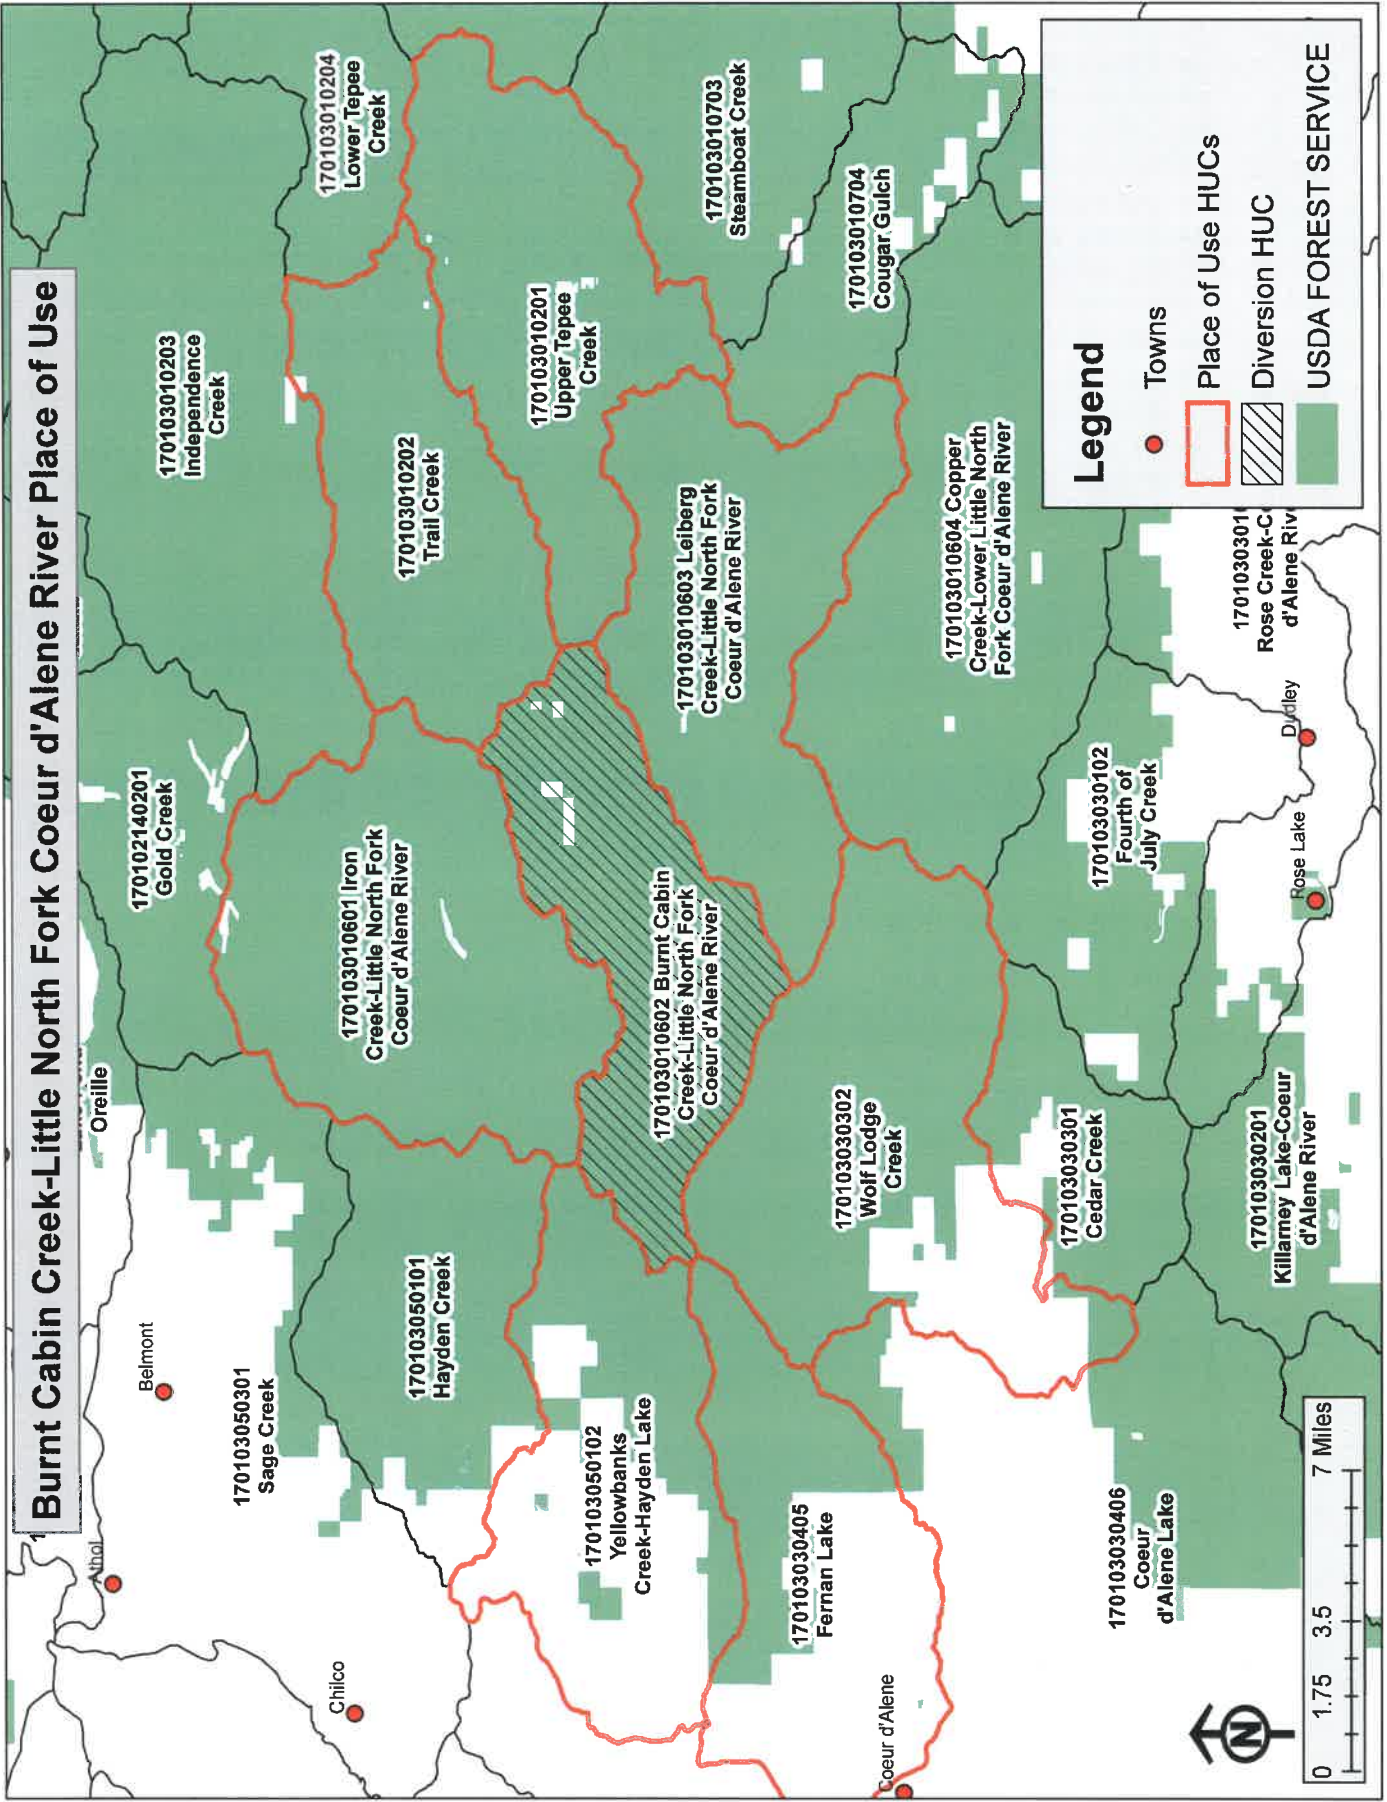 Burnt Cabin Creek-Little North Fork Coeur d'Alene River Place of Use
Athol
Belmont
Chilco
Oreille
170102140201
Gold Creek
170103010203
Independence
Creek
170103010204
Lower Tepee
Creek
170103050301
Sage Creek
170103010601 Iron
Creek-Little North Fork
Coeur d'Alene River
170103010202
Trail Creek
170103050101
Hayden Creek
170103010201
Upper Tepee
Creek
170103050102
Yellowbanks
Creek-Hayden Lake
170103010602 Burnt Cabin
Creek-Little North Fork
Coeur d'Alene River
170103010603 Leiberg
Creek-Little North Fork
Coeur d'Alene River
170103010703
Steamboat Creek
170103030405
Fernan Lake
170103030302
Wolf Lodge
Creek
170103010704
Cougar Gulch
Coeur d'Alene
170103010604 Copper
Creek-Lower Little North
Fork Coeur d'Alene River
170103030301
Cedar Creek
170103030102
Fourth of
July Creek
170103030406
Coeur
d'Alene Lake
170103030201
Killarney Lake-Coeur
d'Alene River
Rose Lake
Dudley
1701030301
Rose Creek-C
d'Alene Riv
Legend
Towns
Place of Use HUCs
Diversion HUC
USDA FOREST SERVICE
N
0 1.75 3.5 7 Miles